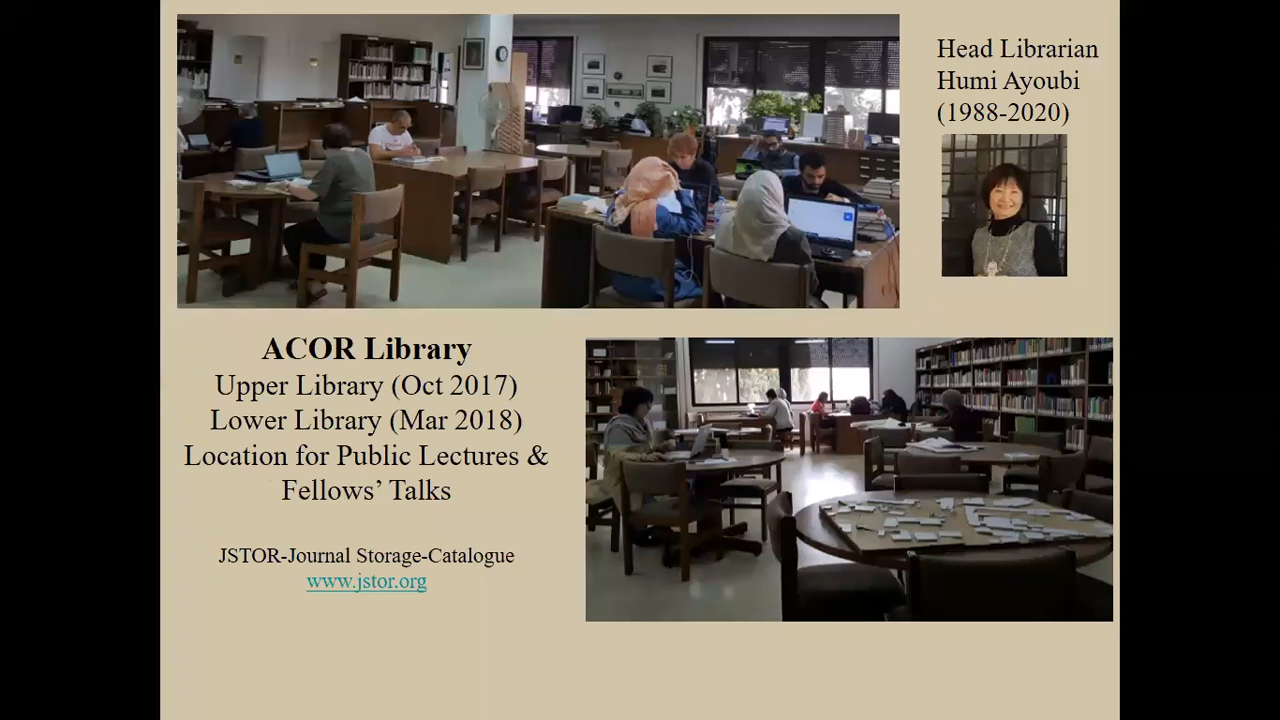 Head Librarian
Humi Ayoubi
(1988-2020)
ACOR Library
Upper Library (Oct 2017)
Lower Library (Mar 2018)
Location for Public Lectures &
Fellows’ Talks
JSTOR-Journal Storage-Catalogue
www.jstor.org